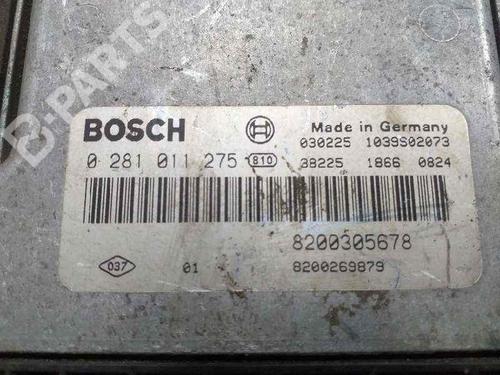 B-PARTS
BOSCH
Made in Germany
030225 1039S02073
0 281 011 275 810
38225 1866 0824
8200305678
037 01 8200269879